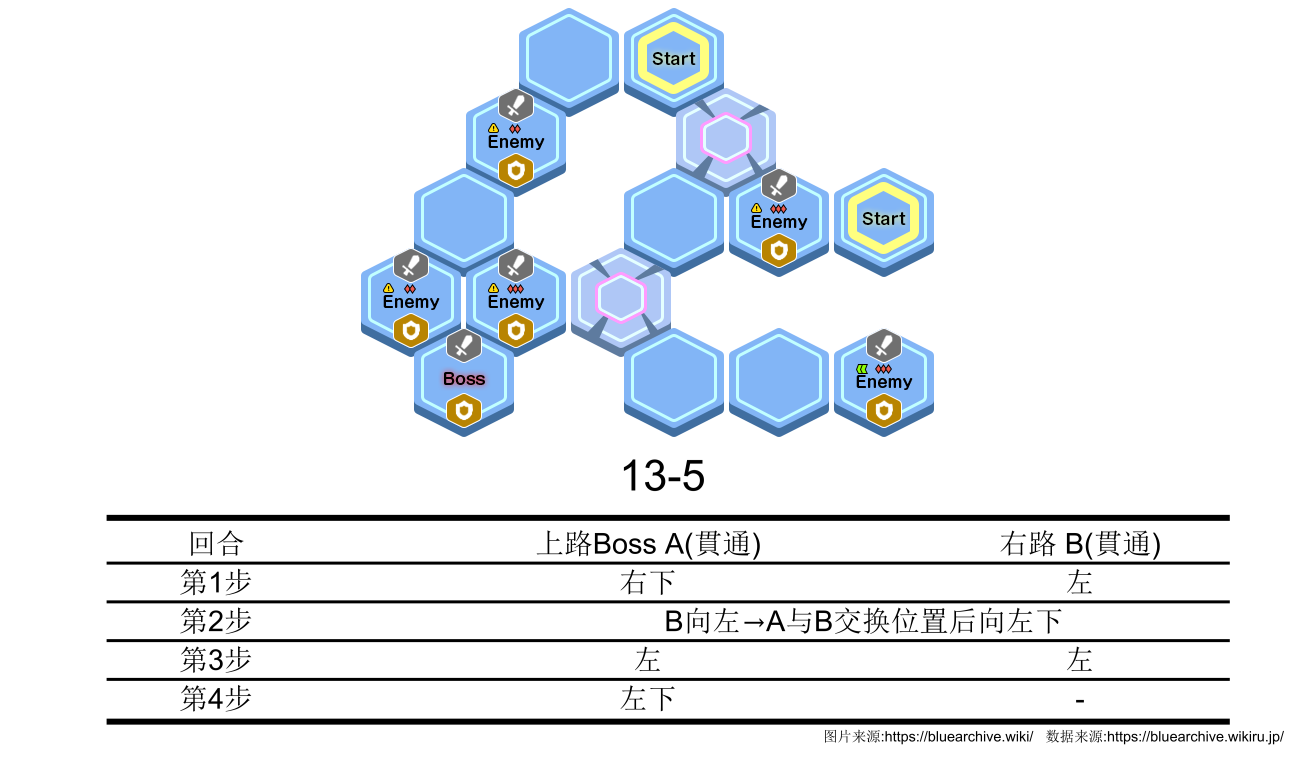 Start
Enemy
Enemy Start
Enemy Enemy
Boss Enemy
13-5
回合 上路Boss A(貫通) 右路 B(貫通)
第1步 右下 左
第2步 B向左→A与B交换位置后向左下
第3步 左 左
第4步 左下 -
图片来源:https://bluearchive.wiki/ 数据来源:https://bluearchive.wikiru.jp/